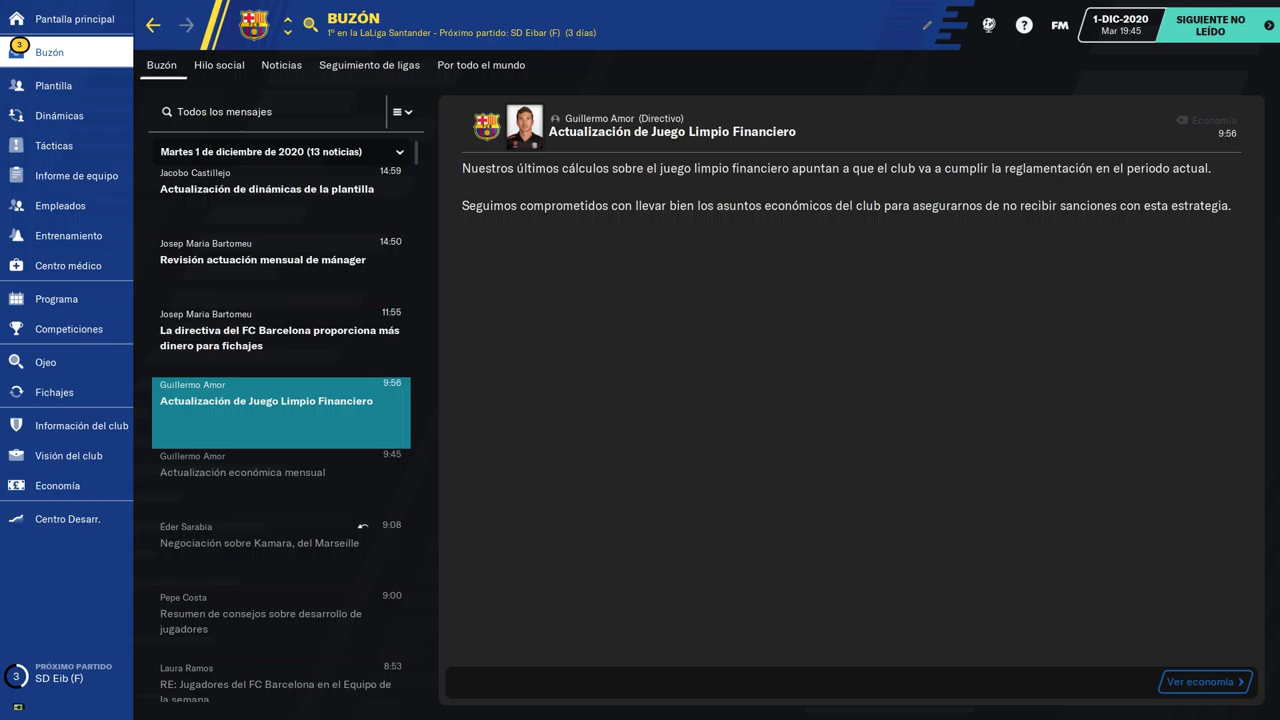 Pantalla principal
3
Buzón
Plantilla
Dinámicas
Tácticas
Informe de equipo
Empleados
Entrenamiento
Centro médico
Programa
Competiciones
Ojeo
Fichajes
Información del club
Visión del club
Economía
Centro Desarr.
PRÓXIMO PARTIDO
3
SD Eib (F)
BUZÓN
1º en la LaLiga Santander - Próximo partido: SD Eibar (F) (3 días)
FM
1-DIC-2020
Mar 19:45
SIGUIENTE NO
LEÍDO
Buzón
Hilo social
Noticias
Seguimiento de ligas
Por todo el mundo
Todos los mensajes
Martes 1 de diciembre de 2020 (13 noticias)
Jacobo Castillejo 14:59
Actualización de dinámicas de la plantilla
Josep Maria Bartomeu 14:50
Revisión actuación mensual de mánager
Josep Maria Bartomeu 11:55
La directiva del FC Barcelona proporciona más
dinero para fichajes
Guillermo Amor 9:56
Actualización de Juego Limpio Financiero
Guillermo Amor 9:45
Actualización económica mensual
Éder Sarabia 9:08
Negociación sobre Kamara, del Marseille
Pepe Costa 9:00
Resumen de consejos sobre desarrollo de
jugadores
Laura Ramos 8:53
RE: Jugadores del FC Barcelona en el Equipo de
la semana
Guillermo Amor (Directivo)
Actualización de Juego Limpio Financiero
Economía
9:56
Nuestros últimos cálculos sobre el juego limpio financiero apuntan a que el club va a cumplir la reglamentación en el periodo actual.
Seguimos comprometidos con llevar bien los asuntos económicos del club para asegurarnos de no recibir sanciones con esta estrategia.
Ver economía